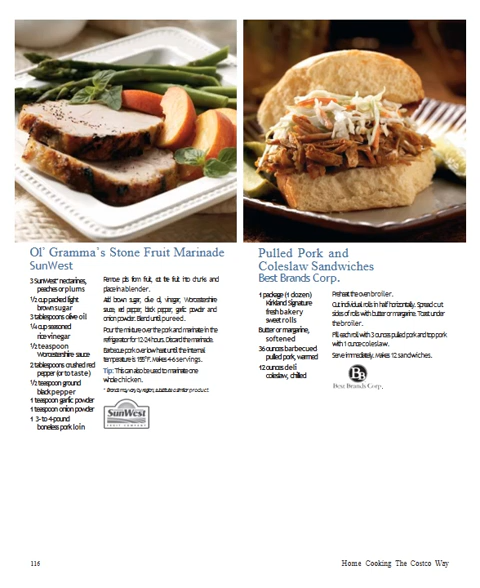 Ol' Gramma's Stone Fruit Marinade
SunWest
3 SunWest* nectarines,
peaches or plums
½ cup packed light
brown sugar
3 tablespoons olive oil
¼ cup seasoned
rice vinegar
½ teaspoon
Worcestershire sauce
2 tablespoons crushed red
pepper (or to taste)
½ teaspoon ground
black pepper
1 teaspoon garlic powder
1 teaspoon onion powder
1 3- to 4-pound
boneless pork loin
Remove pits from fruit, cut the fruit into chunks and
place in a blender.
Add brown sugar, olive oil, vinegar, Worcestershire
sauce, red pepper, black pepper, garlic powder and
onion powder. Blend until pureed.
Pour the mixture over the pork and marinate in the
refrigerator for 12-24 hours. Discard the marinade.
Barbecue pork over low heat until the internal
temperature is 155°F. Makes 4-6 servings.
Tip: This can also be used to marinate one
whole chicken.
* Brands may vary by region; substitute a similar product.
SunWest
FRUIT COMPANY
Pulled Pork and
Coleslaw Sandwiches
Best Brands Corp.
1 package (1 dozen)
Kirkland Signature
fresh bakery
sweet rolls
Butter or margarine,
softened
36 ounces barbecued
pulled pork, warmed
12 ounces deli
coleslaw, chilled
Preheat the oven broiler.
Cut individual rolls in half horizontally. Spread cut
sides of rolls with butter or margarine. Toast under
the broiler.
Fill each roll with 3 ounces pulled pork and top pork
with 1 ounce coleslaw.
Serve immediately. Makes 12 sandwiches.
BB
Best Brands Corp.
116
Home Cooking The Costco Way